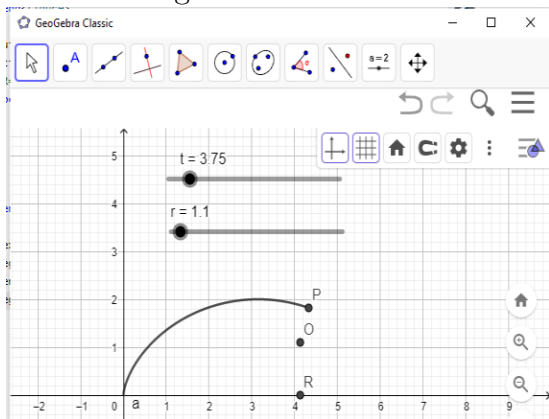 GeoGebra Classic
A
a=2
5
t = 3.75
4
r = 1.1
3
2
P
O
1
R
a
-2 -1 0 1 2 3 4 5 6 7 8 9